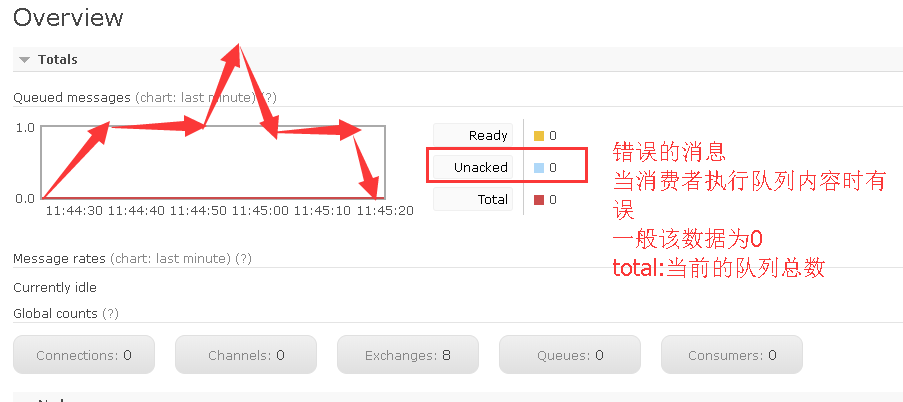 Overview
Totals
Queued messages (chart: last minute) (?)
1.0
0.0
11:44:30 11:44:40 11:44:50 11:45:00 11:45:10 11:45:20
Ready 0
Unacked 0
Total 0
错误的消息
当消费者执行队列内容时有
误
一般该数据为0
total:当前的队列总数
Message rates (chart: last minute) (?)
Currently idle
Global counts (?)
Connections: 0
Channels: 0
Exchanges: 8
Queues: 0
Consumers: 0